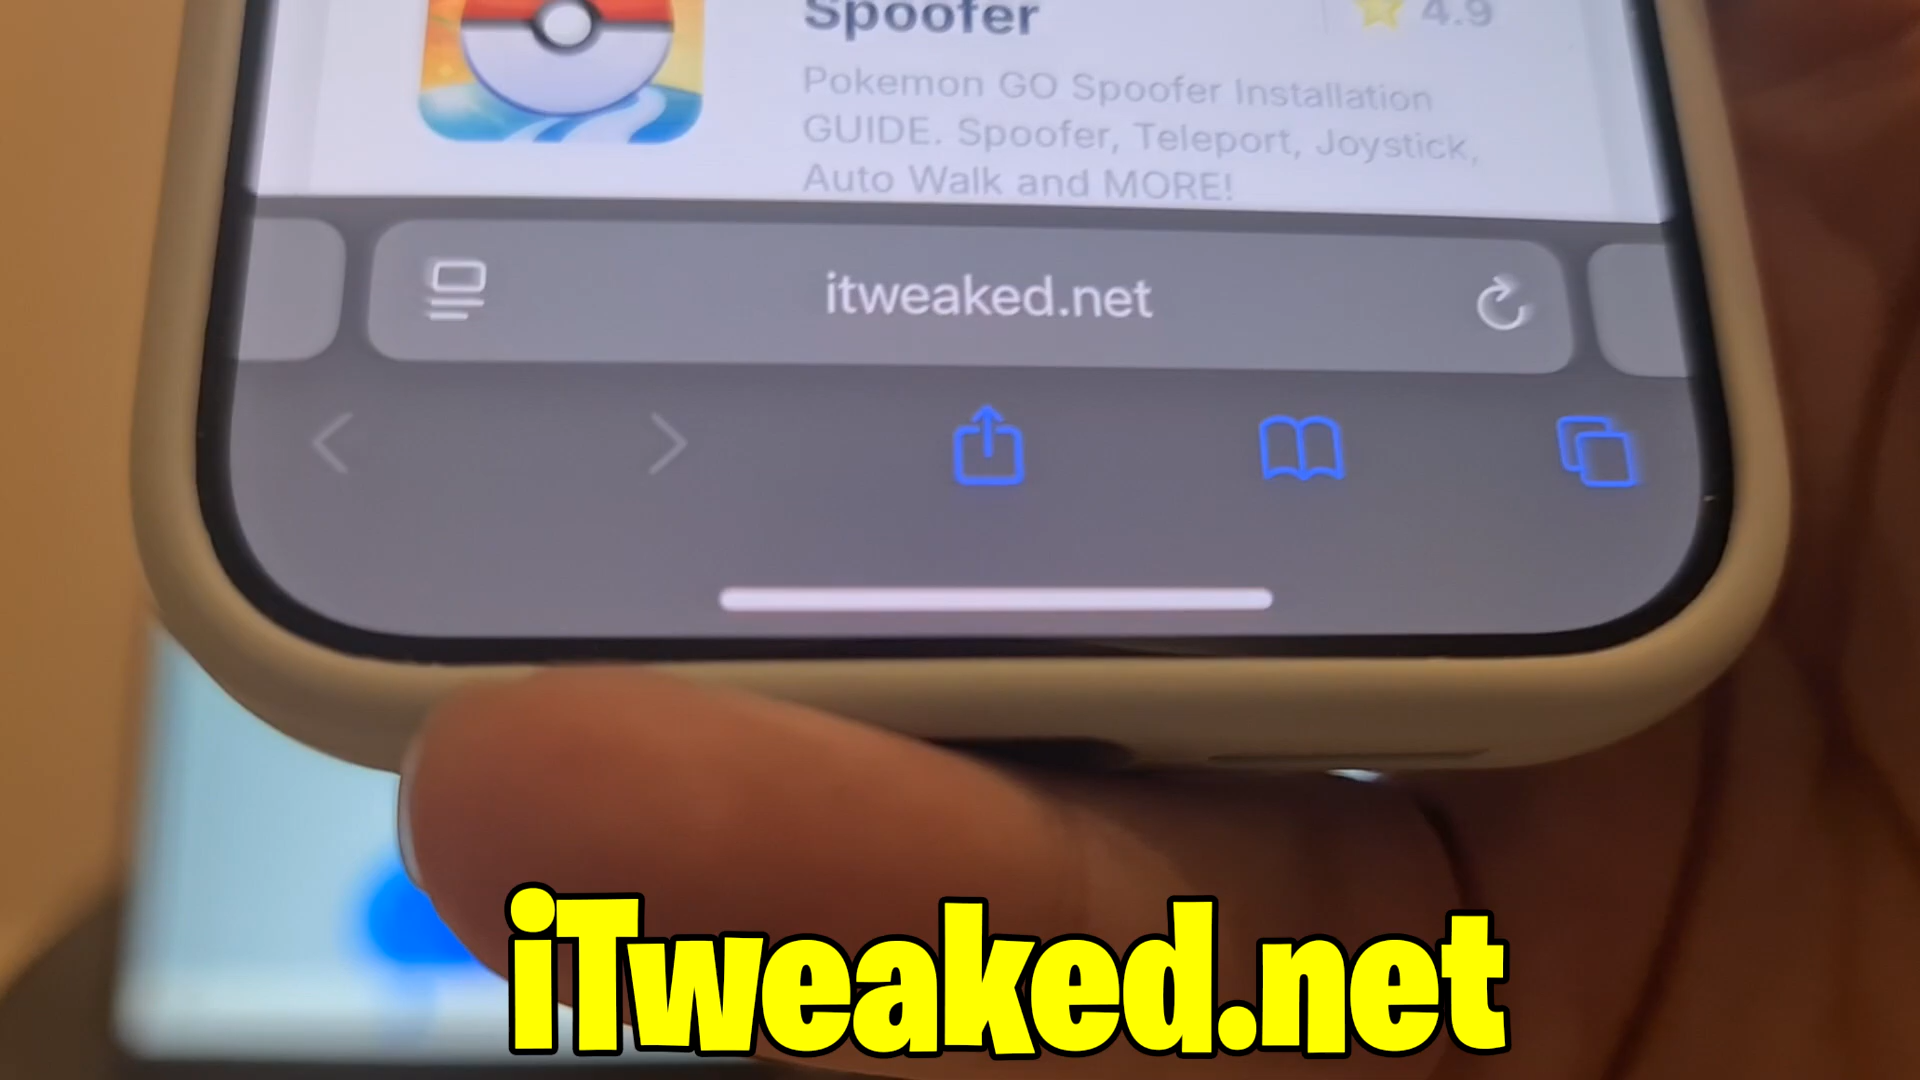 Spoofer
4.9
Pokemon GO Spoofer Installation
GUIDE. Spoofer, Teleport, Joystick,
Auto Walk and MORE!
itweaked.net
iTweaked.net